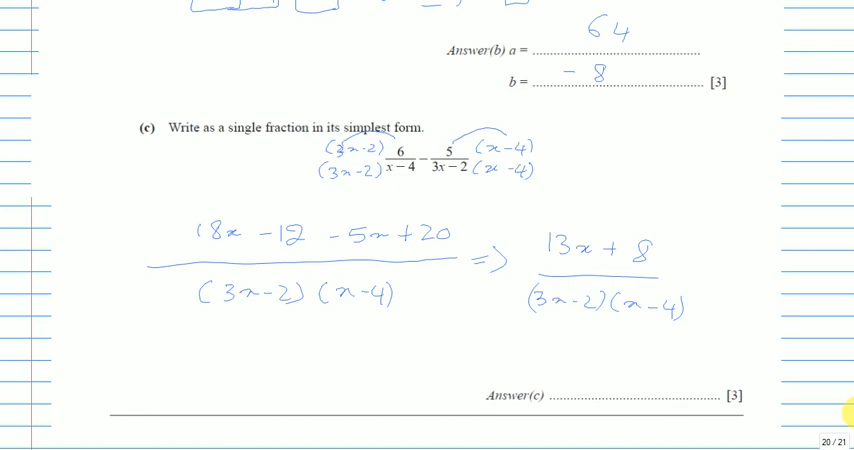 64
Answer(b) a = ..........................................................
- 8
b = .......................................................... [3]
(c) Write as a single fraction in its simplest form.
(3x-2) 6 5 (x-4)
–
(3x-2) x – 4 3x – 2 (x-4)
18x - 12 - 5x + 20 13x + 8
=>
(3x-2) (x-4) (3x-2)(x-4)
Answer(c) .......................................................... [3]
20 / 21